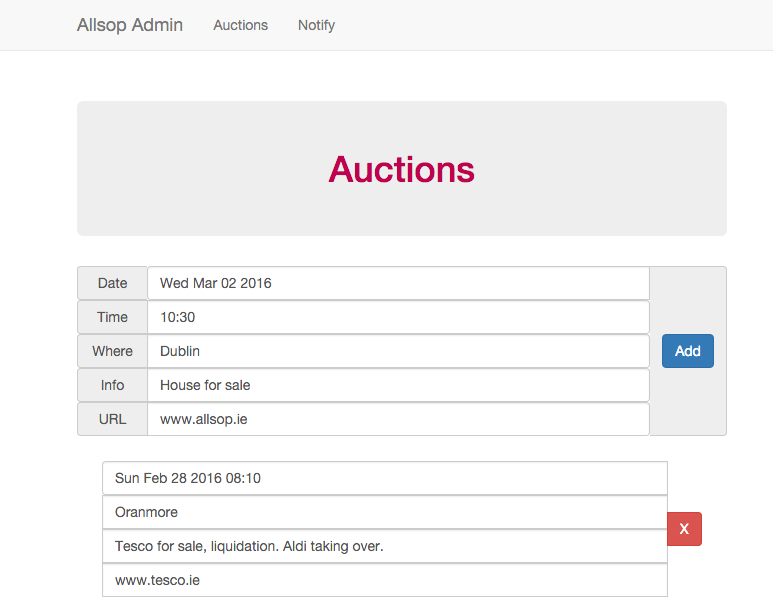 Allsop Admin Auctions Notify
Auctions
Date Wed Mar 02 2016
Time 10:30
Where Dublin
Add
Info House for sale
URL www.allsop.ie
Sun Feb 28 2016 08:10
Oranmore
X
Tesco for sale, liquidation. Aldi taking over.
www.tesco.ie